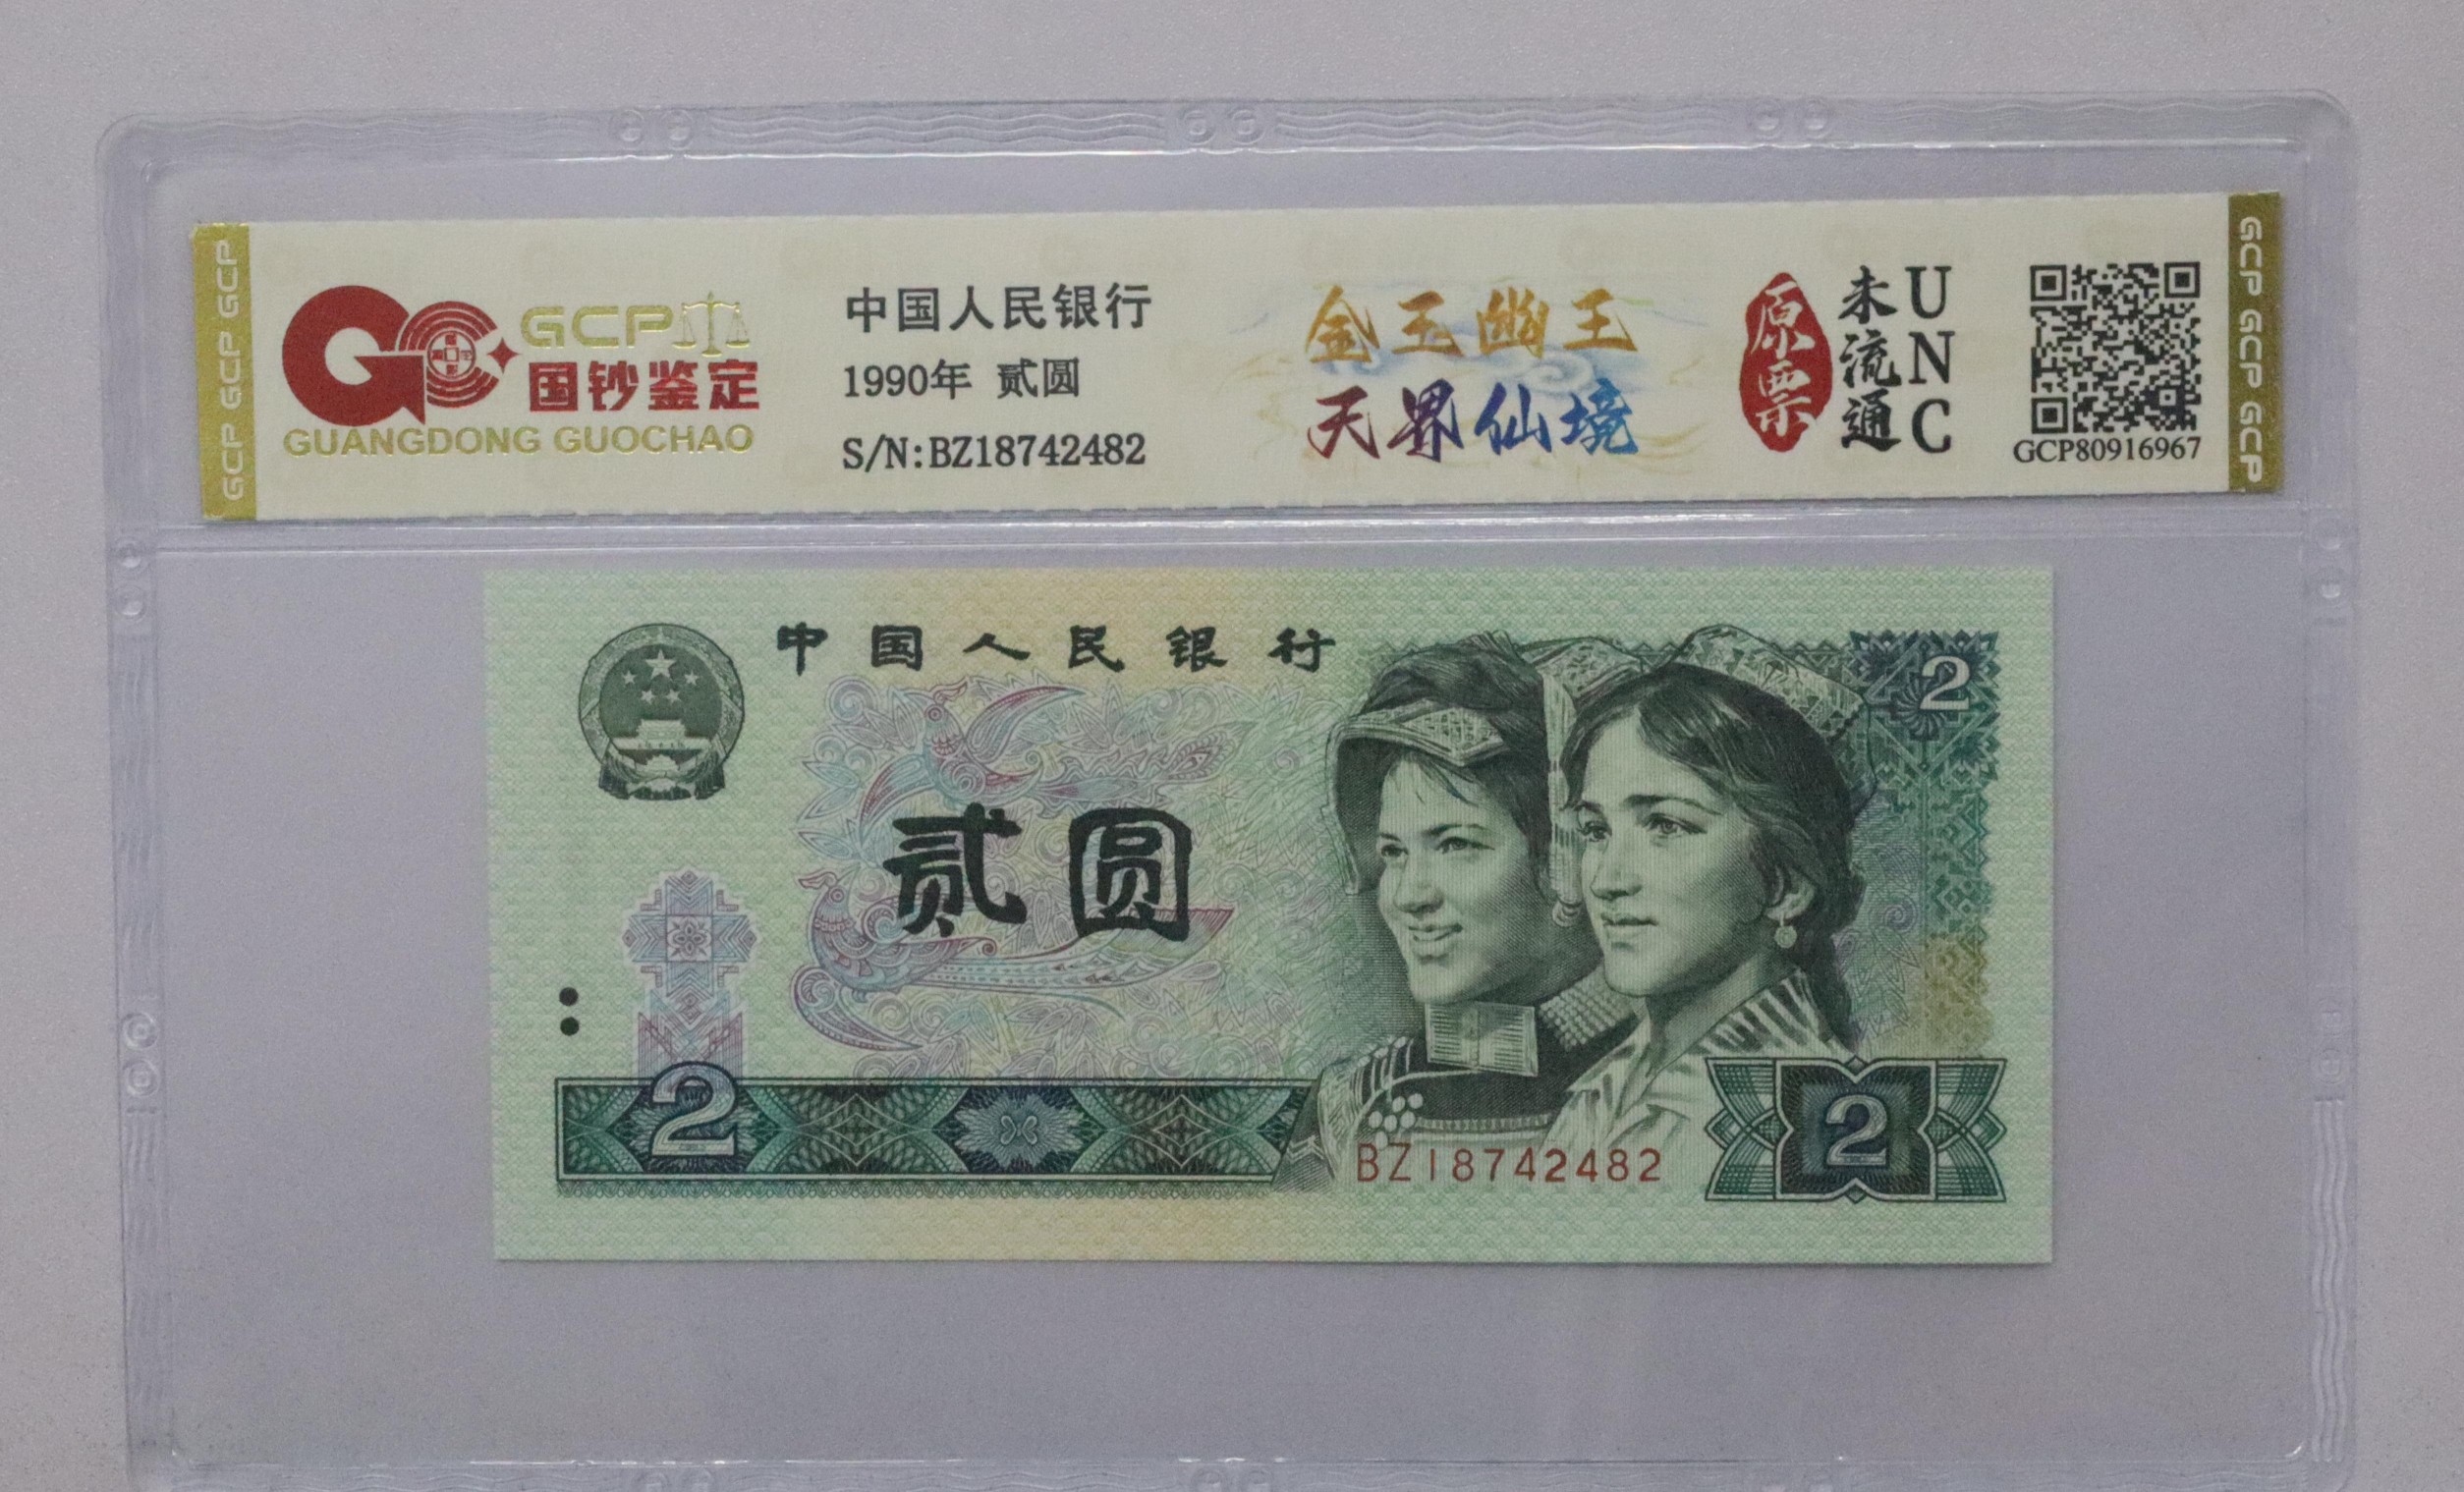 GCP
国钞鉴定
GUANGDONG GUOCHAO
中国人民银行
1990年 贰圆
S/N:BZ18742482
金玉幽王
天界仙境
原票
未流通
UNC
GCP80916967
GCP GCP GCP
GCP GCP GCP
中国人民银行
贰圆
2
2
2
BZ18742482